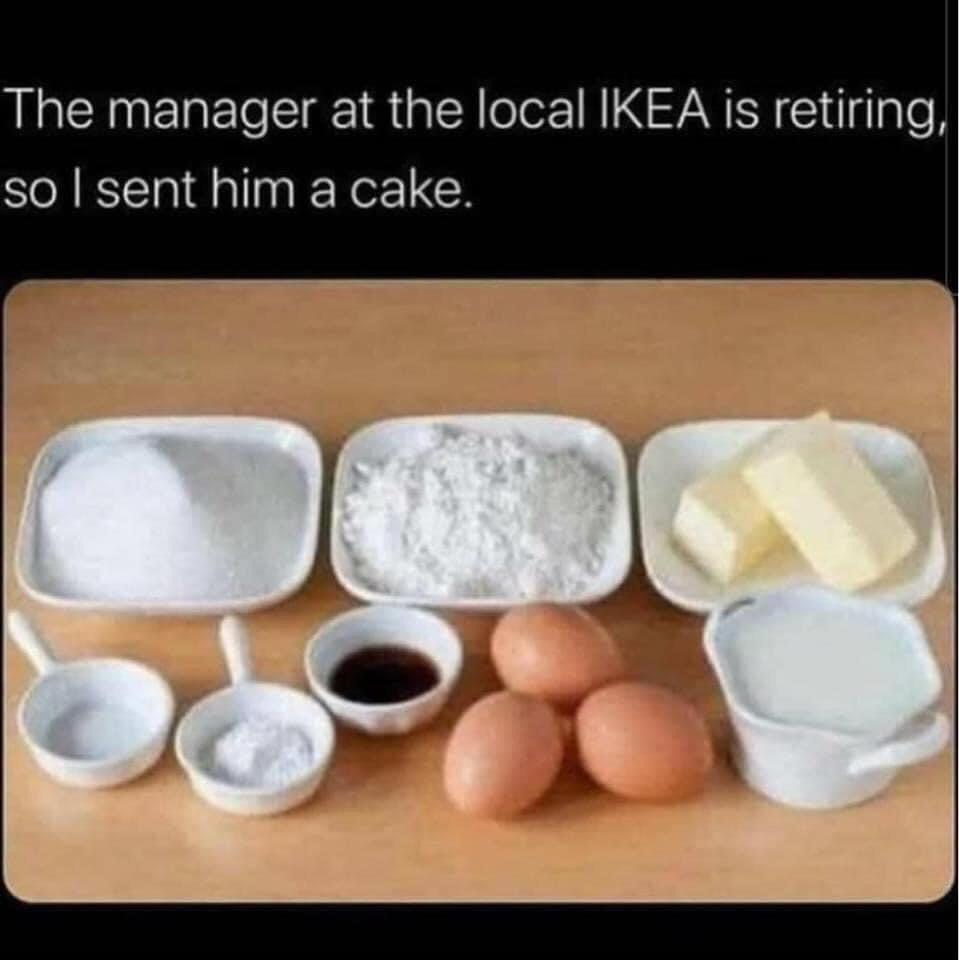 The manager at the local IKEA is retiring,
so I sent him a cake.